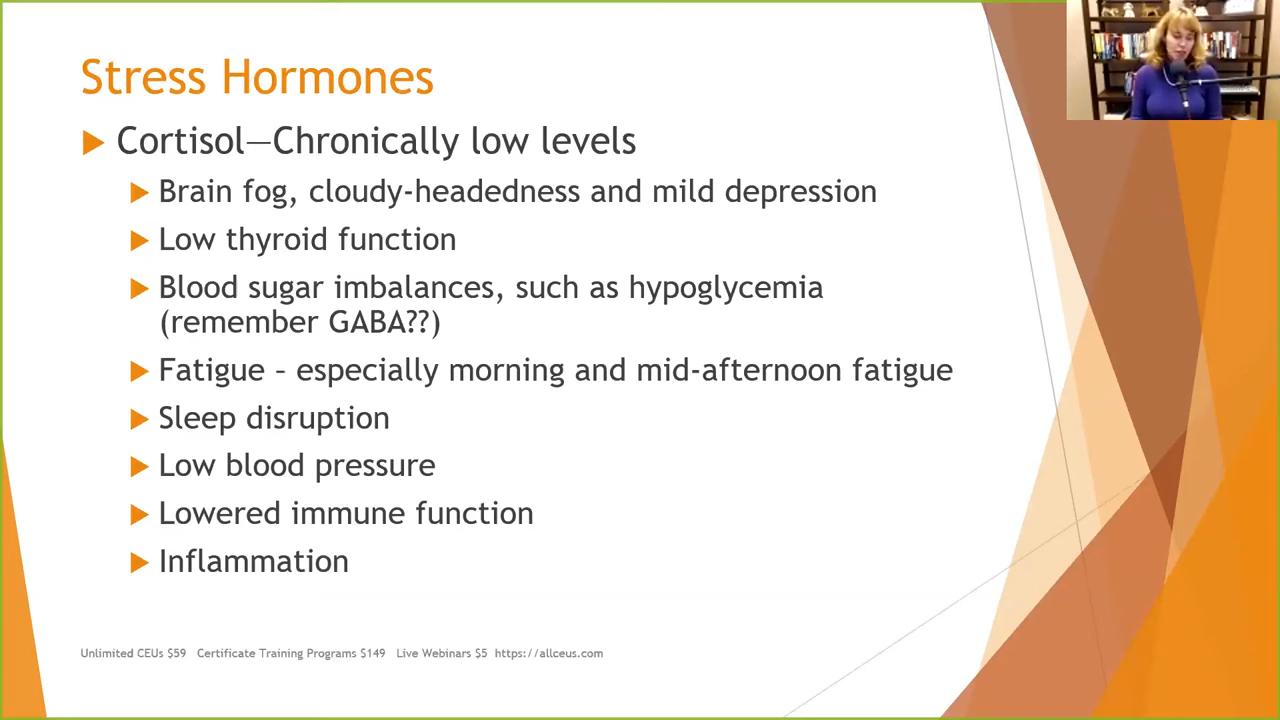 Stress Hormones
Cortisol—Chronically low levels
Brain fog, cloudy-headedness and mild depression
Low thyroid function
Blood sugar imbalances, such as hypoglycemia
(remember GABA??)
Fatigue – especially morning and mid-afternoon fatigue
Sleep disruption
Low blood pressure
Lowered immune function
Inflammation
Unlimited CEUs $59   Certificate Training Programs $149   Live Webinars $5  https://allceus.com